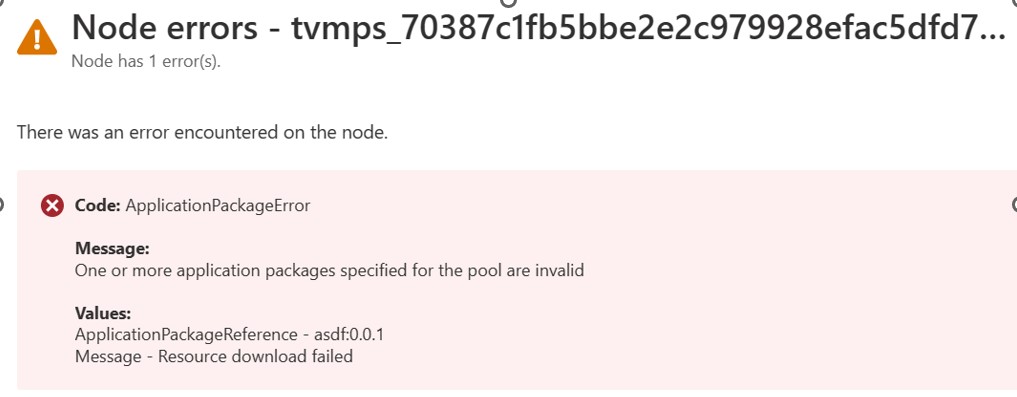 Node errors - tvmps_70387c1fb5bbe2e2c979928efac5dfd7...
Node has 1 error(s).
There was an error encountered on the node.
Code: ApplicationPackageError
Message:
One or more application packages specified for the pool are invalid
Values:
ApplicationPackageReference - asdf:0.0.1
Message - Resource download failed